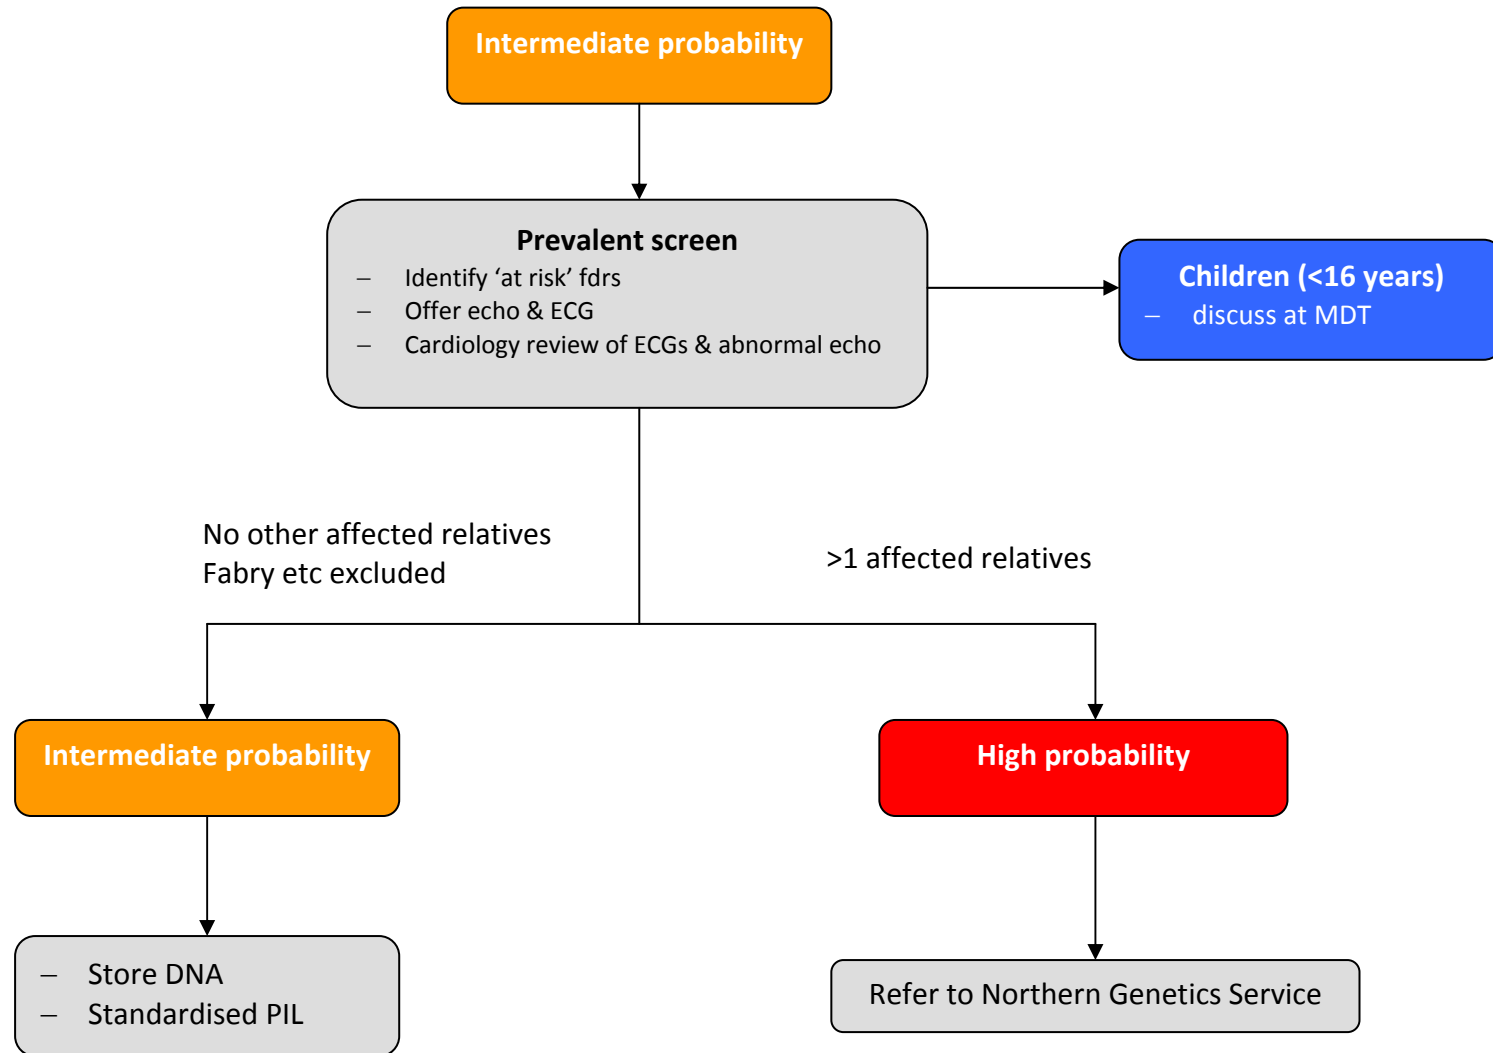 Intermediate probability
Prevalent screen
– Identify ‘at risk’ fdrs
– Offer echo & ECG
– Cardiology review of ECGs & abnormal echo
Children (<16 years)
– discuss at MDT
No other affected relatives
Fabry etc excluded
>1 affected relatives
Intermediate probability
High probability
– Store DNA
– Standardised PIL
Refer to Northern Genetics Service